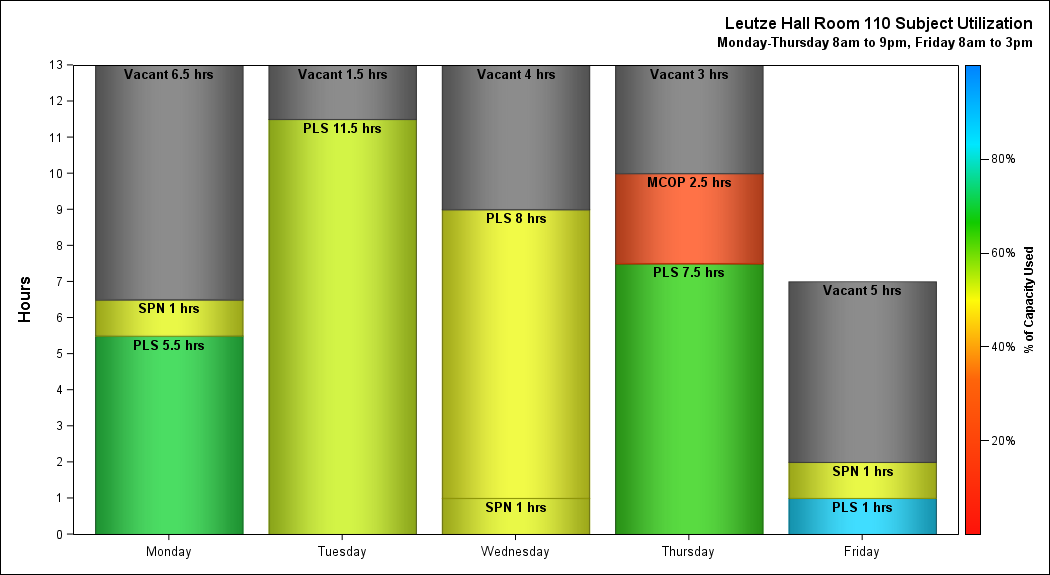 Leutze Hall Room 110 Subject Utilization
Monday-Thursday 8am to 9pm, Friday 8am to 3pm
Hours
13
12
11
10
9
8
7
6
5
4
3
2
1
0
Vacant 6.5 hrs
SPN 1 hrs
PLS 5.5 hrs
Vacant 1.5 hrs
PLS 11.5 hrs
Vacant 4 hrs
PLS 8 hrs
SPN 1 hrs
Vacant 3 hrs
MCOP 2.5 hrs
PLS 7.5 hrs
Vacant 5 hrs
SPN 1 hrs
PLS 1 hrs
Monday
Tuesday
Wednesday
Thursday
Friday
80%
60%
40%
20%
% of Capacity Used